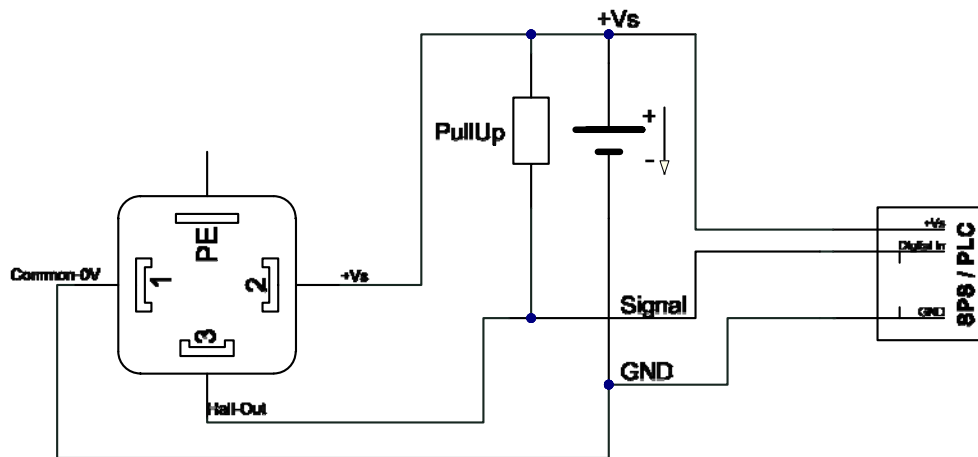 +Vs
PullUp
+
-
PE
1
2
3
Common-0V
+Vs
Hall-Out
Signal
GND
+Vs
Digital In
GND
SPS / PLC